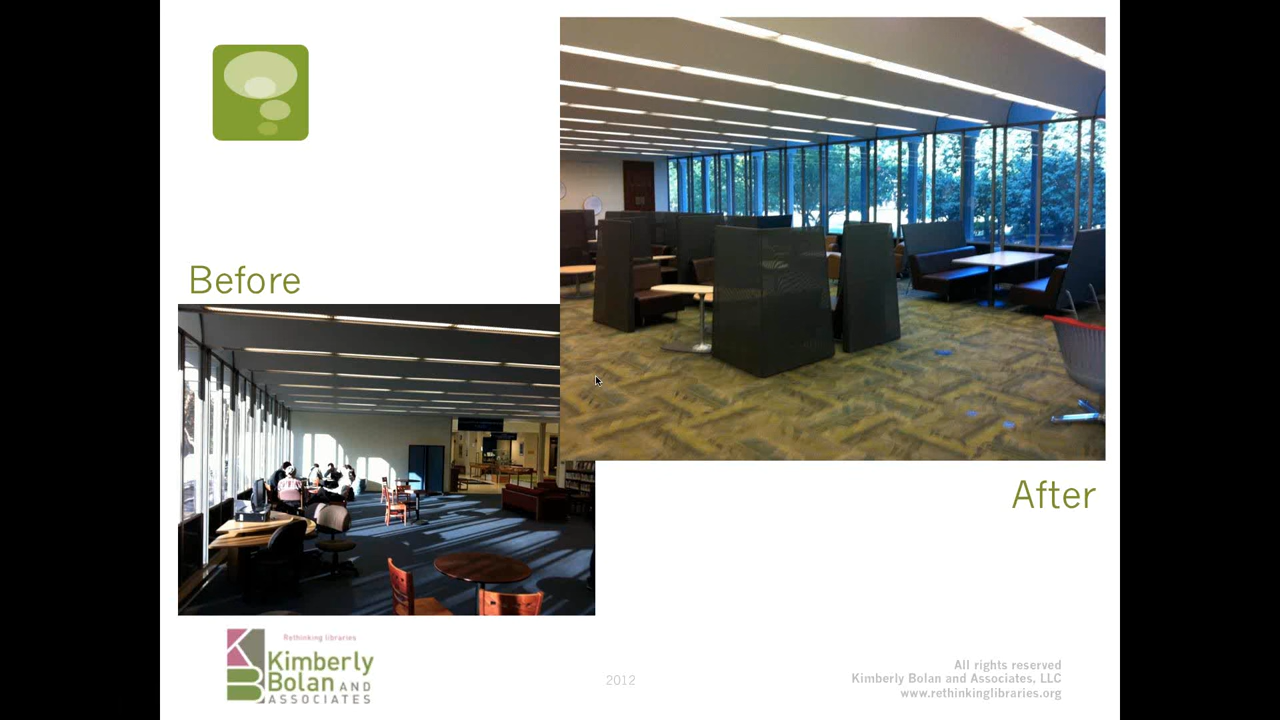 Before
After
Rethinking libraries
Kimberly
Bolan AND
ASSOCIATES
2012
All rights reserved
Kimberly Bolan and Associates, LLC
www.rethinkinglibraries.org